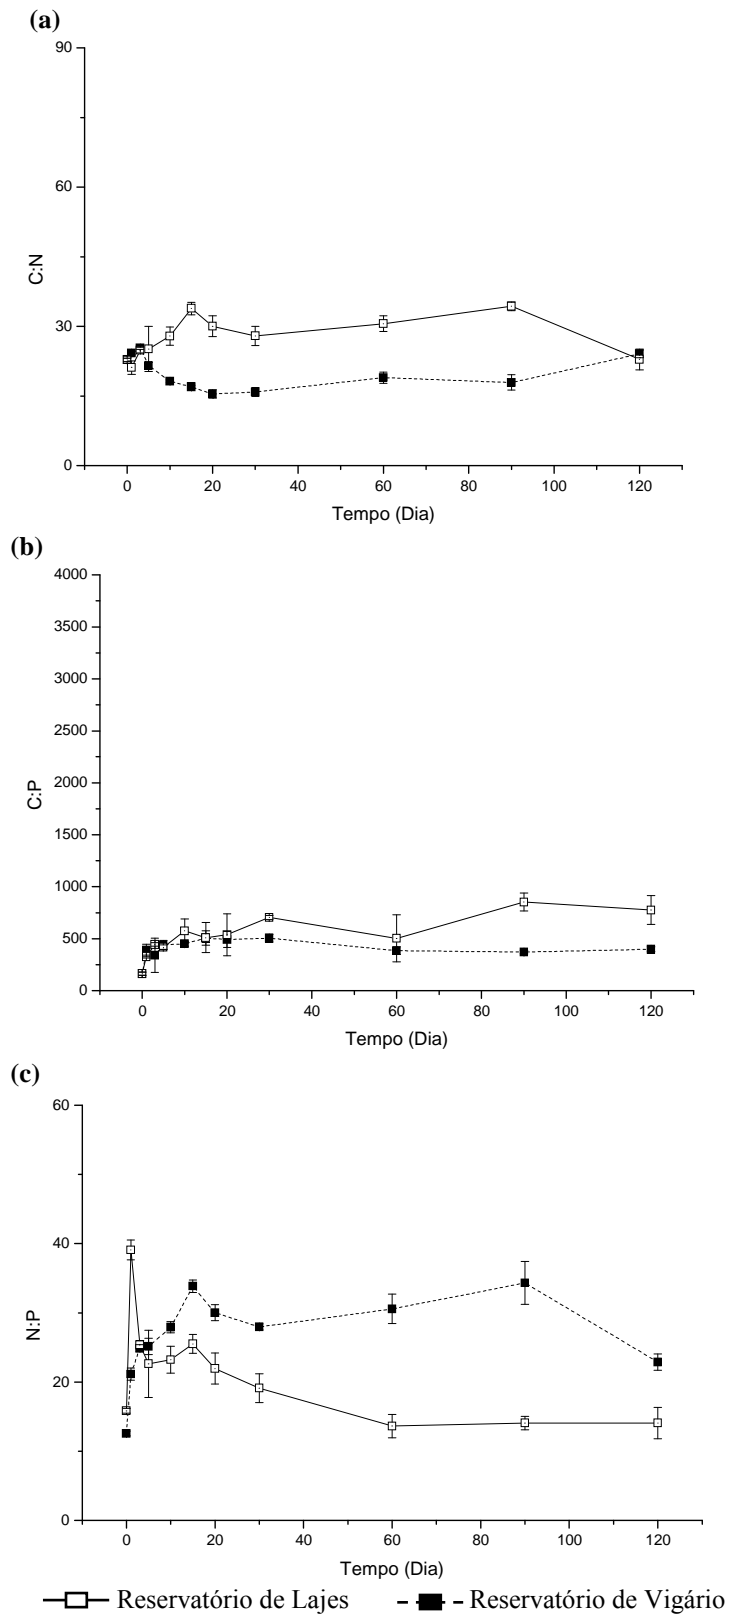 (a)
90
60
30
0
C:N
0 20 40 60 80 100 120
Tempo (Dia)
(b)
4000
3500
3000
2500
2000
1500
1000
500
0
C:P
0 20 40 60 80 100 120
Tempo (Dia)
(c)
60
40
20
0
N:P
0 20 40 60 80 100 120
Tempo (Dia)
Reservatório de Lajes Reservatório de Vigário